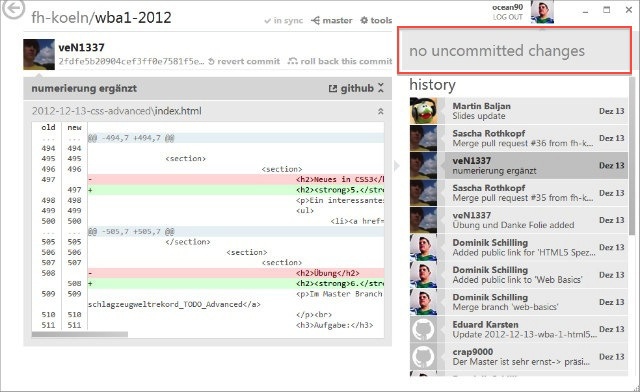 fh-koeln/wba1-2012
in sync
master
tools
ocean90
LOG OUT
veN1337
2fdfe5b20904cef3ff0e7581f5e...
revert commit
roll back this commit
numerierung ergänzt
github
2012-12-13-css-advanced\index.html
old new
... ... @@ -494,7 +494,7 @@
494 494
495 495 <section>
496 496 <section>
497 - <h2>Neues in CSS3</h
497 + <h2><strong>5.</stro
498 498 <p>Ein interessantes
499 499 <ul>
500 500 <li><a href=
... ... @@ -505,7 +505,7 @@
505 505 </section>
506 506 <section>
507 507 <section>
508 - <h2>Übung</h2>
508 + <h2><strong>6.</stro
509 509 <p>Im Master Branch
schlagzeugweltrekord_TODO_Advanced</a>
510 510 </p><br>
511 511 <h3>Aufgabe:</h3>
no uncommitted changes
history
Martin Baljan
Slides update
Dez 13
Sascha Rothkopf
Merge pull request #36 from fh-k...
Dez 13
veN1337
numerierung ergänzt
Dez 13
Sascha Rothkopf
Merge pull request #35 from fh-k...
Dez 13
veN1337
Übung und Danke Folie added
Dez 13
Dominik Schilling
Added public link for 'HTML5 Spez...
Dez 13
Dominik Schilling
Added public link to 'Web Basics'
Dez 13
Dominik Schilling
Merge branch 'web-basics'
Dez 13
Eduard Karsten
Update 2012-12-13-wba-1-html5...
Dez 13
crap9000
Der Master ist sehr ernst-> präsi...
Dez 13